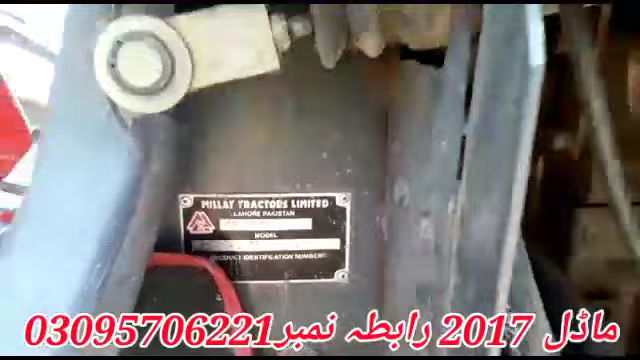 MILLAT TRACTORS LIMITED
LAHORE PAKISTAN
MODEL
PRODUCT IDENTIFICATION NUMBER
ماڈل 2017 رابطہ نمبر03095706221